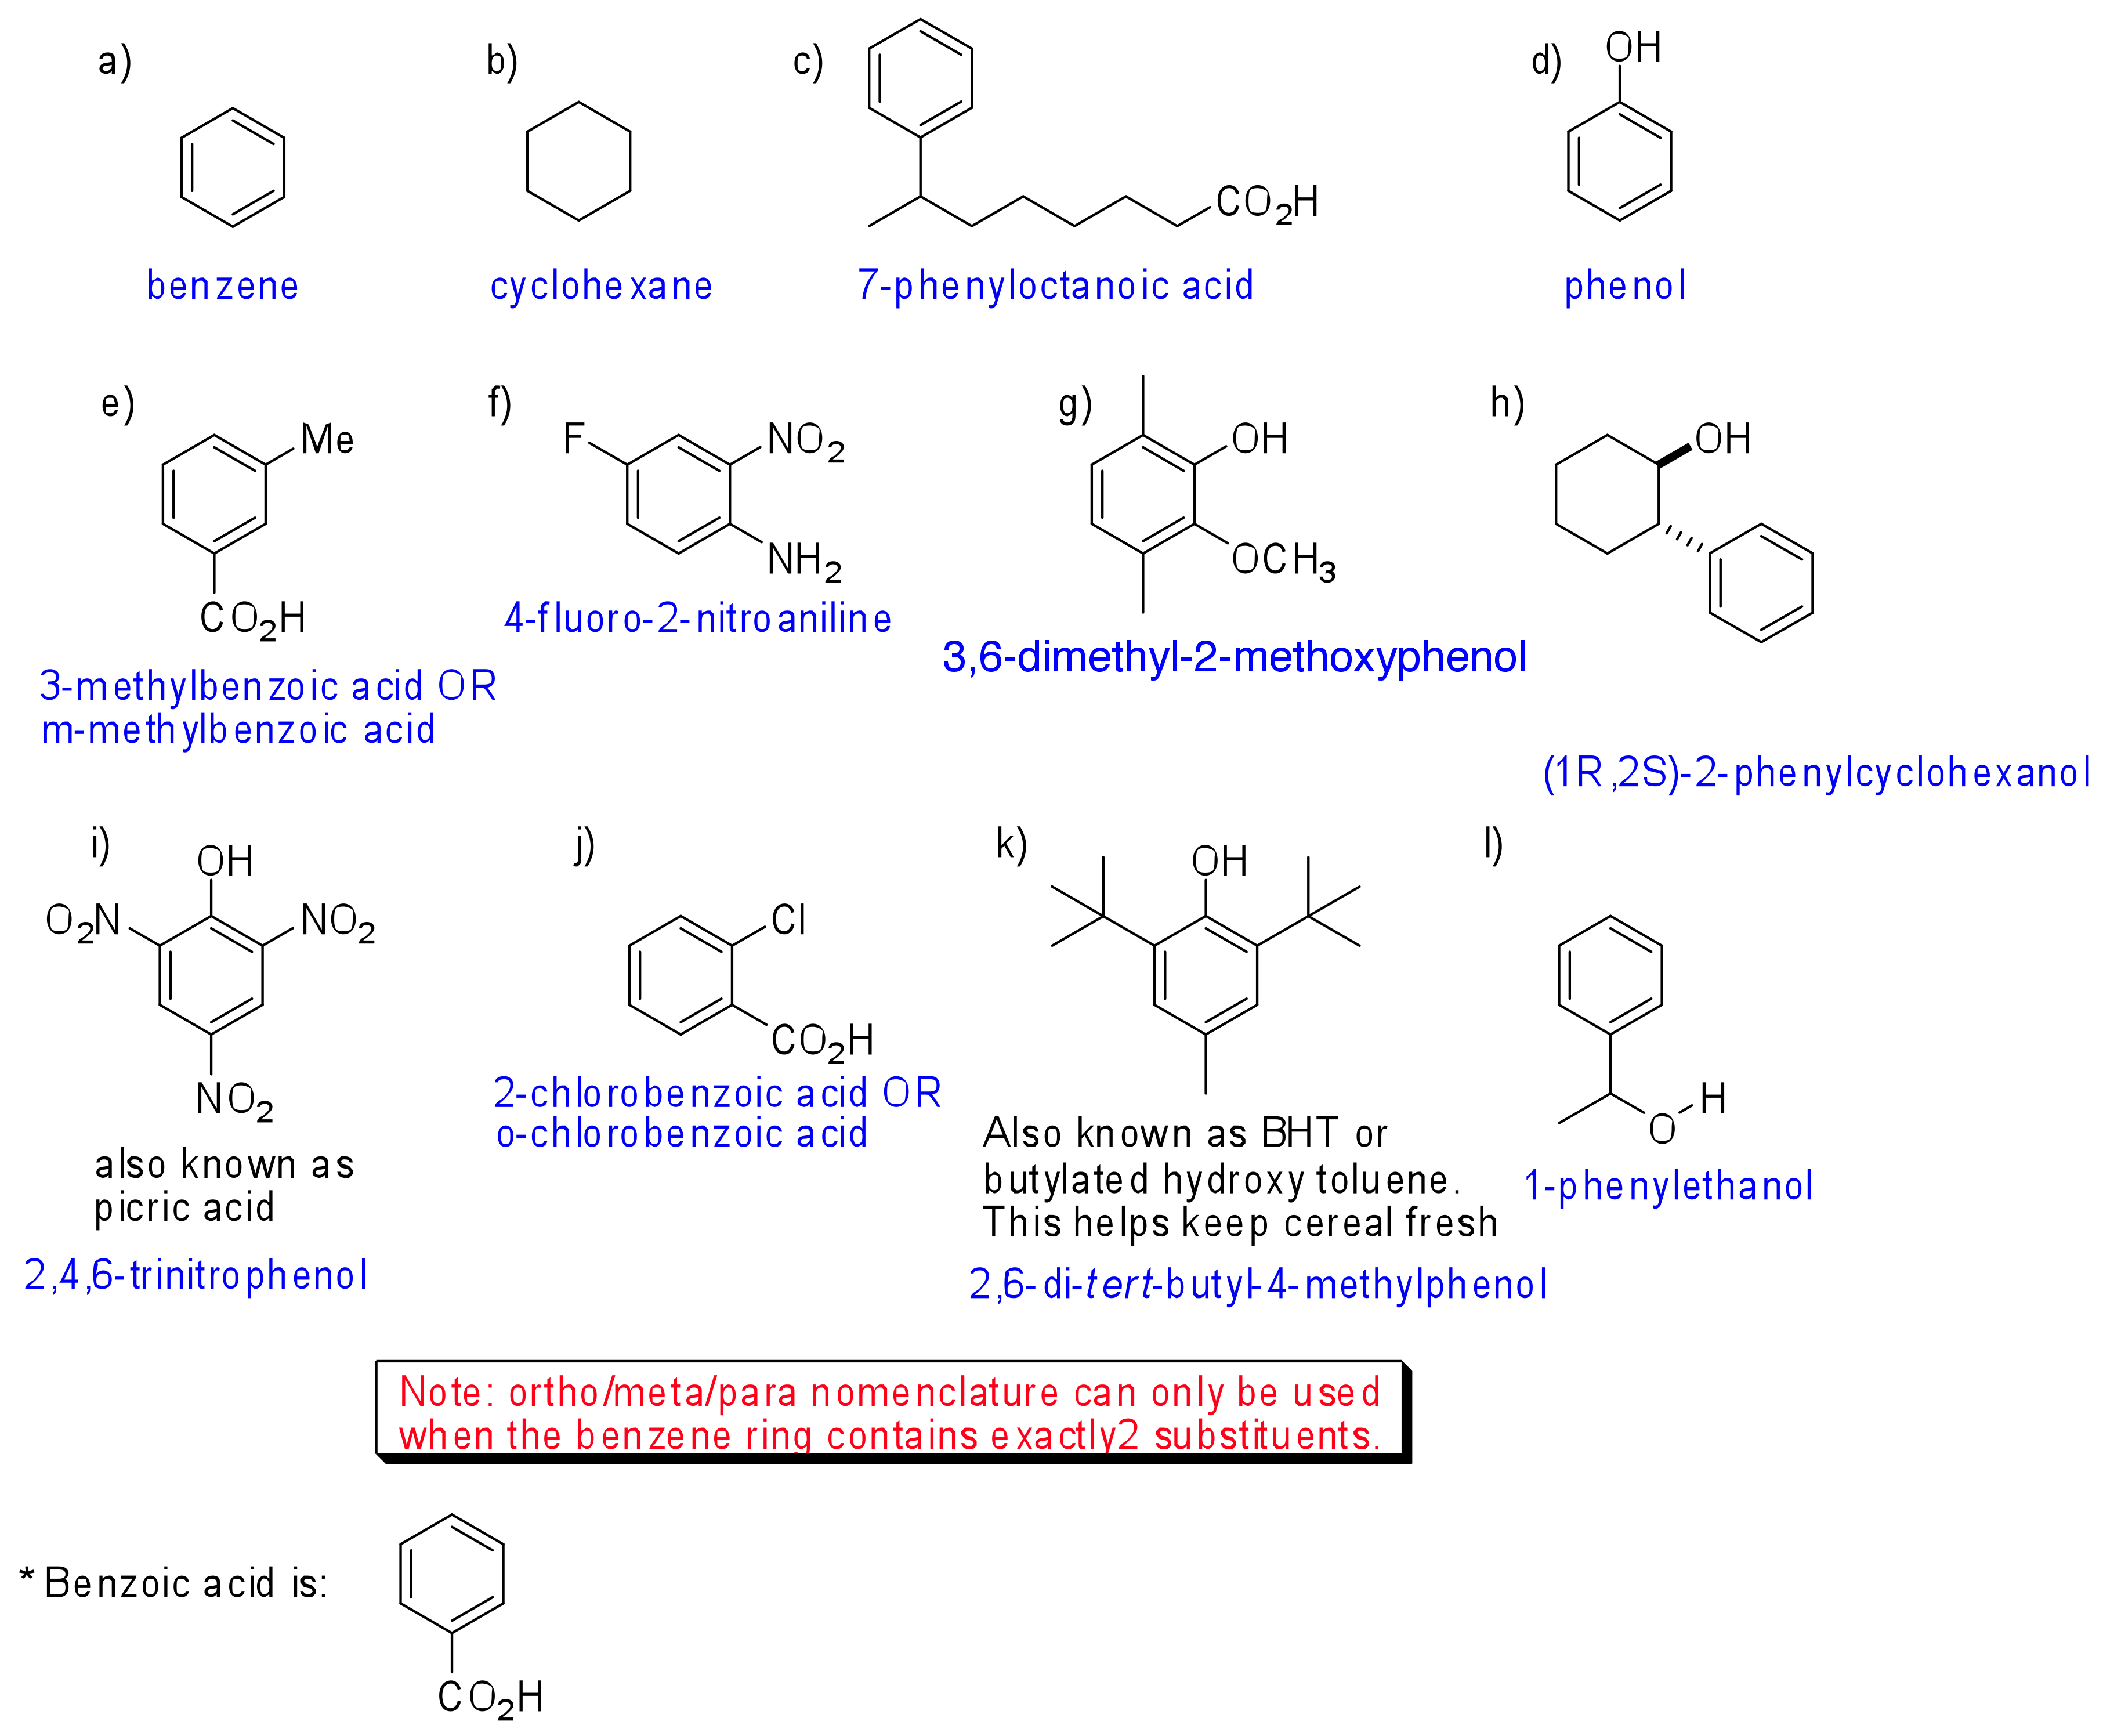 a)
b)
c)
d)
OH
CO2H
benzene
cyclohexane
7-phenyloctanoic acid
phenol
e)
f)
g)
h)
Me
F
NO2
OH
OH
NH2
OCH3
CO2H
4-fluoro-2-nitroaniline
3,6-dimethyl-2-methoxyphenol
3-methylbenzoic acid OR
m-methylbenzoic acid
(1R,2S)-2-phenylcyclohexanol
i)
j)
k)
l)
OH
OH
O2N
NO2
Cl
CO2H
NO2
H
O
2-chlorobenzoic acid OR
o-chlorobenzoic acid
Also known as BHT or
butylated hydroxy toluene.
This helps keep cereal fresh
also known as
picric acid
1-phenylethanol
2,4,6-trinitrophenol
2,6-di-tert-butyl-4-methylphenol
Note: ortho/meta/para nomenclature can only be used
when the benzene ring contains exactly2 substituents.
* Benzoic acid is:
CO2H